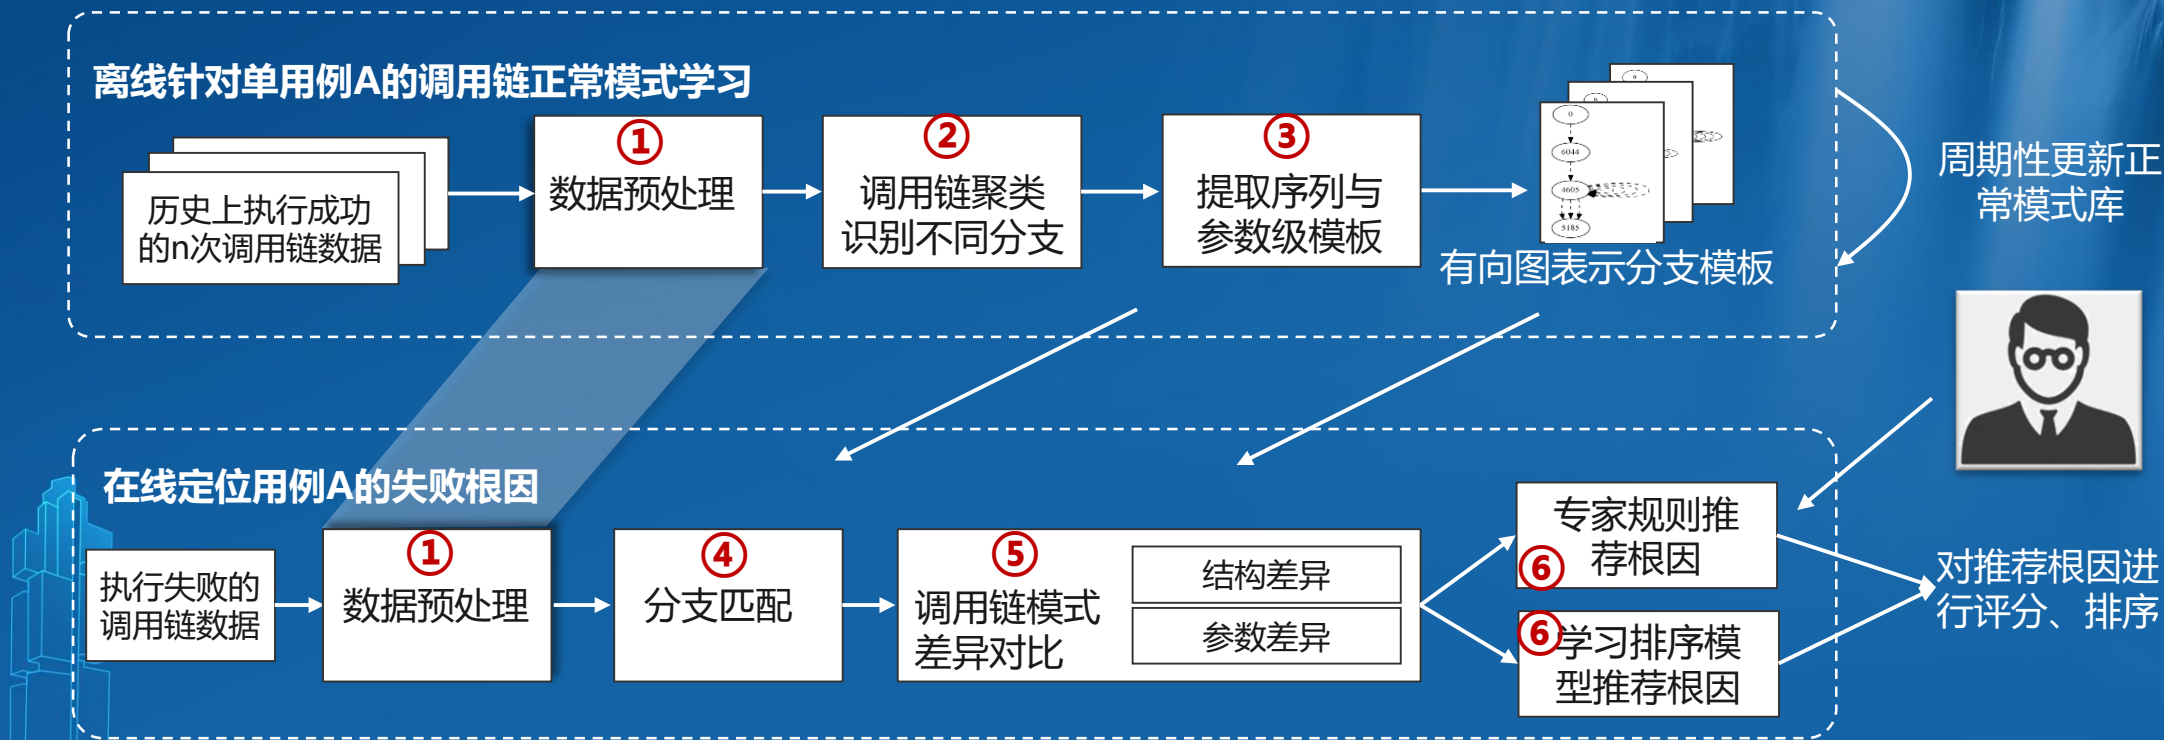 离线针对单用例A的调用链正常模式学习
历史上执行成功
的n次调用链数据
①
数据预处理
②
调用链聚类
识别不同分支
③
提取序列与
参数级模板
0
6044
4605
5185
有向图表示分支模板
周期性更新正
常模式库
在线定位用例A的失败根因
执行失败的
调用链数据
①
数据预处理
④
分支匹配
⑤
调用链模式
差异对比
结构差异
参数差异
专家规则推
荐根因
⑥
⑥
学习排序模
型推荐根因
对推荐根因进
行评分、排序